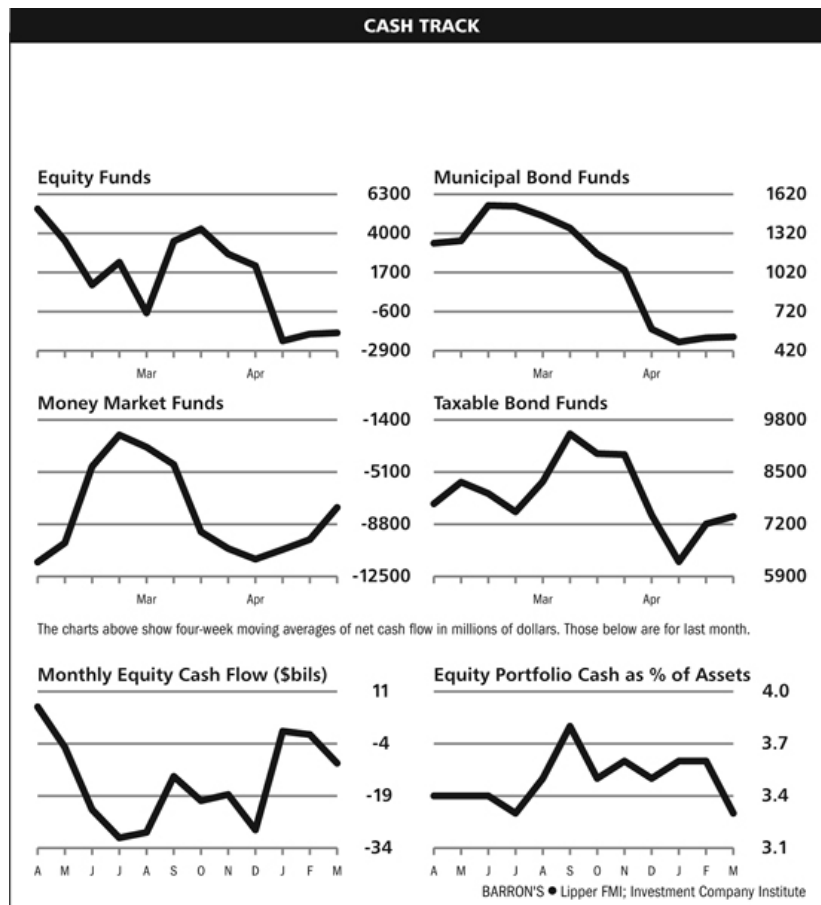 CASH TRACK
Equity Funds
6300
4000
1700
-600
-2900
Mar Apr
Municipal Bond Funds
1620
1320
1020
720
420
Mar Apr
Money Market Funds
-1400
-5100
-8800
-12500
Mar Apr
Taxable Bond Funds
9800
8500
7200
5900
Mar Apr
The charts above show four-week moving averages of net cash flow in millions of dollars. Those below are for last month.
Monthly Equity Cash Flow ($bils)
11
-4
-19
-34
A M J J A S O N D J F M
Equity Portfolio Cash as % of Assets
4.0
3.7
3.4
3.1
A M J J A S O N D J F M
BARRON'S ● Lipper FMI; Investment Company Institute